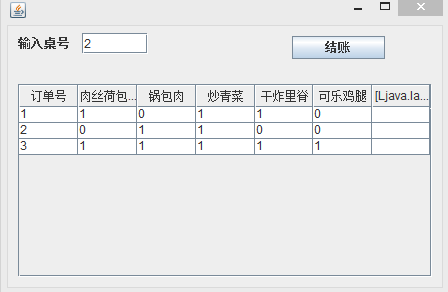 输入桌号 2 结账
订单号 肉丝荷包... 锅包肉 炒青菜 干炸里脊 可乐鸡腿 [Ljava.la...
1 1 0 1 1 0
2 0 1 1 0 0
3 1 1 1 1 1